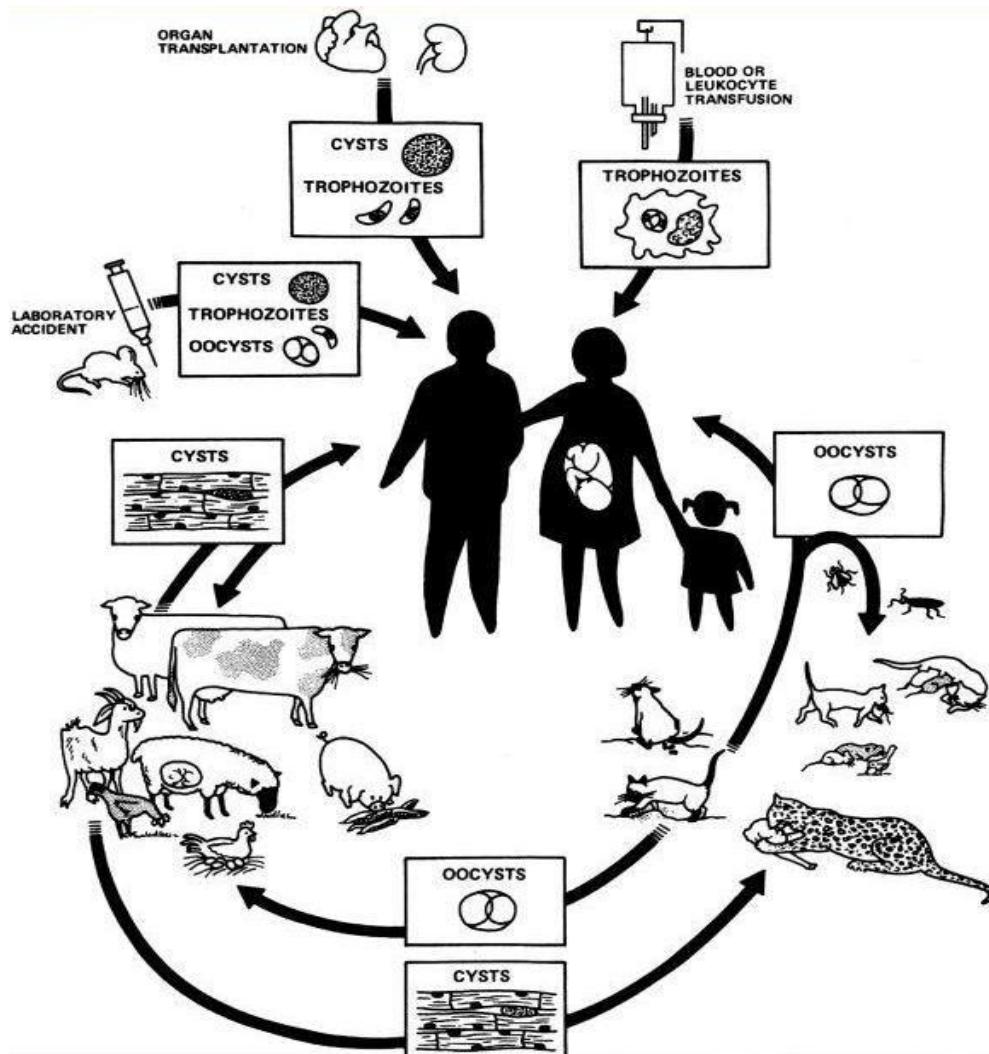 ORGAN
TRANSPLANTATION
BLOOD OR
LEUKOCYTE
TRANSFUSION
CYSTS
TROPHOZOITES
TROPHOZOITES
LABORATORY
ACCIDENT
CYSTS
TROPHOZOITES
OOCYSTS
CYSTS
OOCYSTS
OOCYSTS
CYSTS